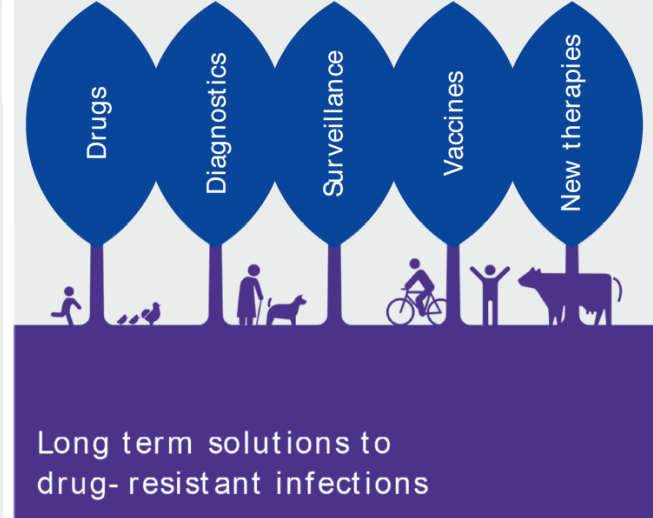 Drugs
Diagnostics
Surveillance
Vaccines
New therapies
Long term solutions to
drug- resistant infections